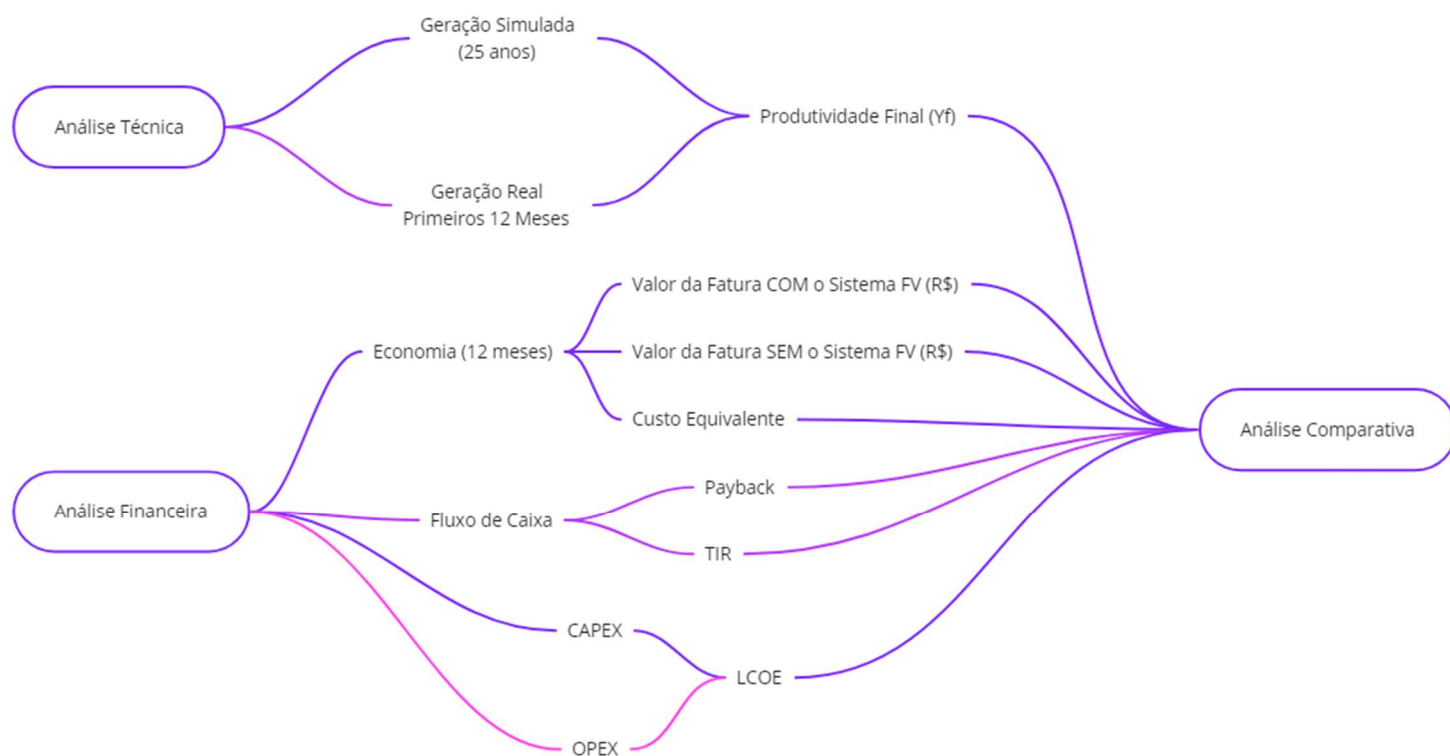 Geração Simulada
(25 anos)
Análise Técnica
Produtividade Final (Yf)
Geração Real
Primeiros 12 Meses
Valor da Fatura COM o Sistema FV (R$)
Economia (12 meses)
Valor da Fatura SEM o Sistema FV (R$)
Custo Equivalente
Análise Comparativa
Payback
Análise Financeira
Fluxo de Caixa
TIR
CAPEX
LCOE
OPEX